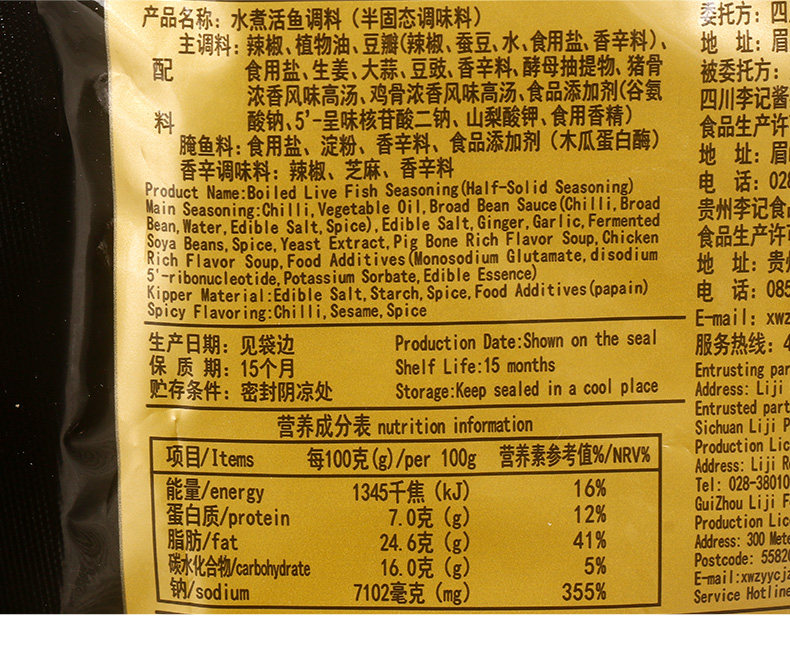 产品名称：水煮活鱼调料（半固态调味料）
主调料：辣椒、植物油、豆瓣(辣椒、蚕豆、水、食用盐、香辛料)、
配 食用盐、生姜、大蒜、豆豉、香辛料、酵母抽提物、猪骨
浓香风味高汤、鸡骨浓香风味高汤、食品添加剂(谷氨
料 酸钠、5'-呈味核苷酸二钠、山梨酸钾、食用香精)
腌鱼料：食用盐、淀粉、香辛料、食品添加剂（木瓜蛋白酶）
香辛调味料：辣椒、芝麻、香辛料
Product Name:Boiled Live Fish Seasoning(Half-Solid Seasoning)
Main Seasoning:Chilli,Vegetable Oil,Broad Bean Sauce(Chilli,Broad
Bean,Water,Edible Salt,Spice),Edible Salt,Ginger,Garlic,Fermented
Soya Beans,Spice,Yeast Extract,Pig Bone Rich Flavor Soup,Chicken
Rich Flavor Soup,Food Additives(Monosodium Glutamate,disodium
5'-ribonucleotide,Potassium Sorbate,Edible Essence)
Kipper Material:Edible Salt,Starch,Spice,Food Additives(papain)
Spicy Flavoring:Chilli,Sesame,Spice
生产日期：见袋边 Production Date:Shown on the seal
保 质 期：15个月 Shelf Life:15 months
贮存条件：密封阴凉处 Storage:Keep sealed in a cool place
营养成分表 nutrition information
项目/Items 每100克(g)/per 100g 营养素参考值%/NRV%
能量/energy 1345千焦（kJ） 16%
蛋白质/protein 7.0克（g） 12%
脂肪/fat 24.6克（g） 41%
碳水化合物/carbohydrate 16.0克（g） 5%
钠/sodium 7102毫克（mg） 355%
委托方：四
地 址：眉
被委托方：
四川李记酱
食品生产许
地 址：眉
电 话：028
贵州李记食
食品生产许
地 址：贵
电 话：085
E-mail：xwz
服务热线：4
Entrusting par
Address: Liji
Entrusted part
Sichuan Liji P
Production Lic
Address: Liji R
Tel: 028-38010
GuiZhou Liji F
Production Lic
Address: 300 Mete
Postcode: 5582
E-mail:xwzyycj
Service Hotline